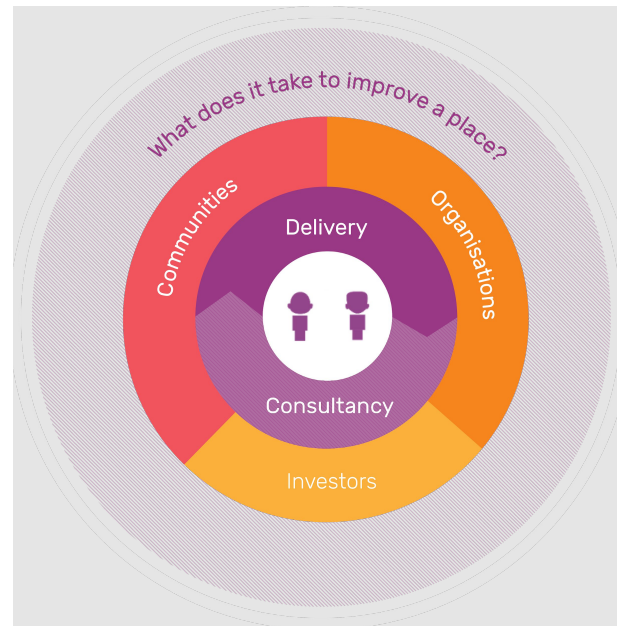 What does it take to improve a place?
Communities
Organisations
Delivery
Consultancy
Investors